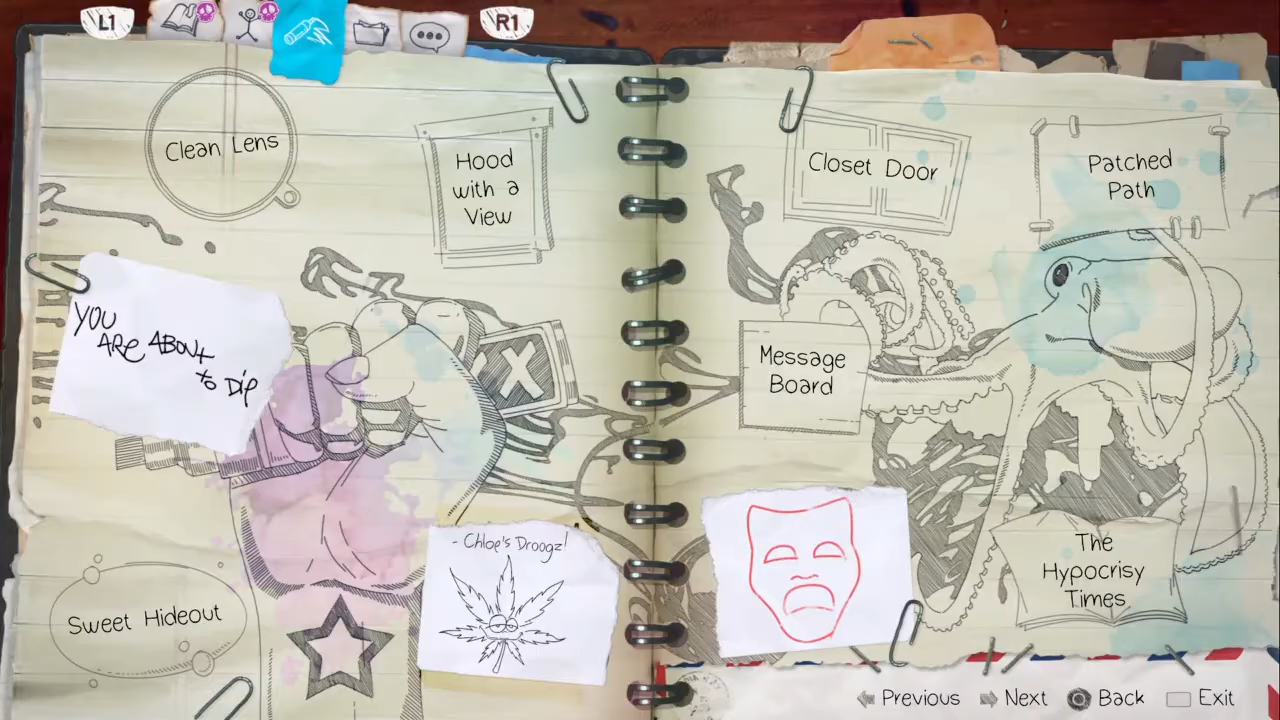 L1
R1
Clean Lens
Hood
with a
View
Closet Door
Patched
Path
YOU
ARE ABOUT
to Dip
Message
Board
- Chloe's Droogz!
Sweet Hideout
The
Hypocrisy
Times
Previous
Next
Back
Exit